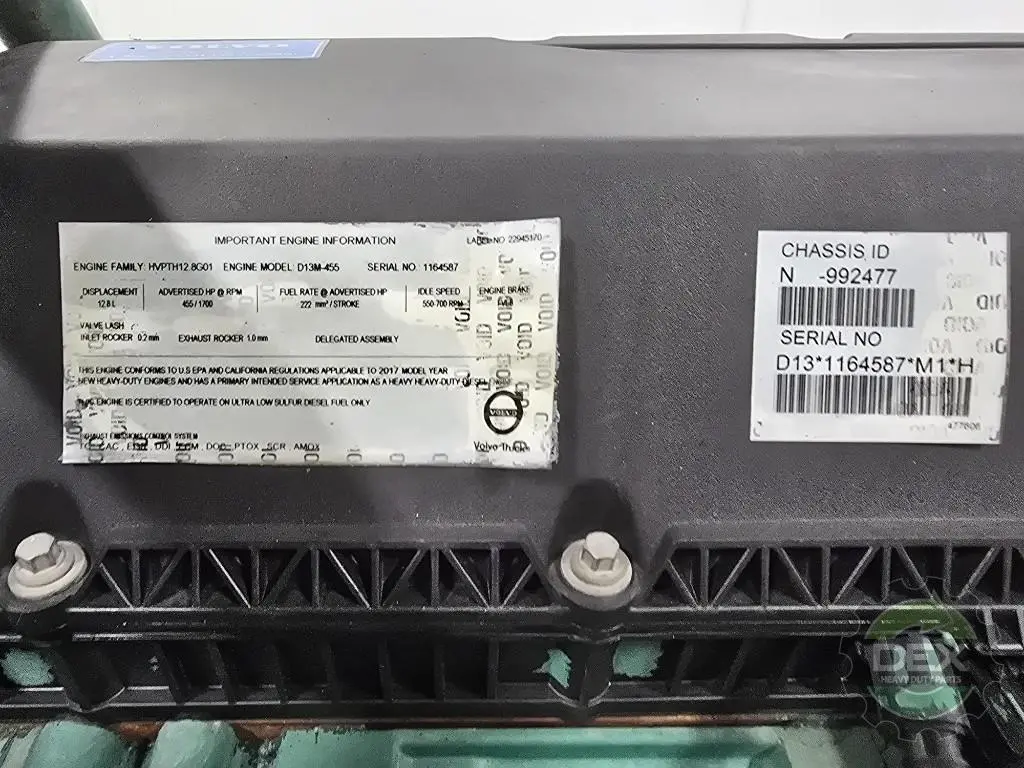 VOLVO
IMPORTANT ENGINE INFORMATION
LABEL NO 22945170
ENGINE FAMILY: HVPTH12.8G01 ENGINE MODEL: D13M-455 SERIAL NO. 1164587
DISPLACEMENT ADVERTISED HP @ RPM FUEL RATE @ ADVERTISED HP IDLE SPEED ENGINE BRAKE
12.8 L 455 / 1700 222 mm³ / STROKE 550-700 RPM
VALVE LASH
INLET ROCKER 0.2 mm EXHAUST ROCKER 1.0 mm DELEGATED ASSEMBLY
THIS ENGINE CONFORMS TO U.S EPA AND CALIFORNIA REGULATIONS APPLICABLE TO 2017 MODEL YEAR
NEW HEAVY-DUTY ENGINES AND HAS A PRIMARY INTENDED SERVICE APPLICATION AS A HEAVY HEAVY-DUTY DIESEL
THIS ENGINE IS CERTIFIED TO OPERATE ON ULTRA LOW SULFUR DIESEL FUEL ONLY
EXHAUST EMISSIONS CONTROL SYSTEM
PTOX , SCR , AMOX
VOLVO
Volvo Trucks
VOID
CHASSIS ID
N -992477
SERIAL NO
D13*1164587*M1*H
477606
DEX
HEAVY DUTY PARTS